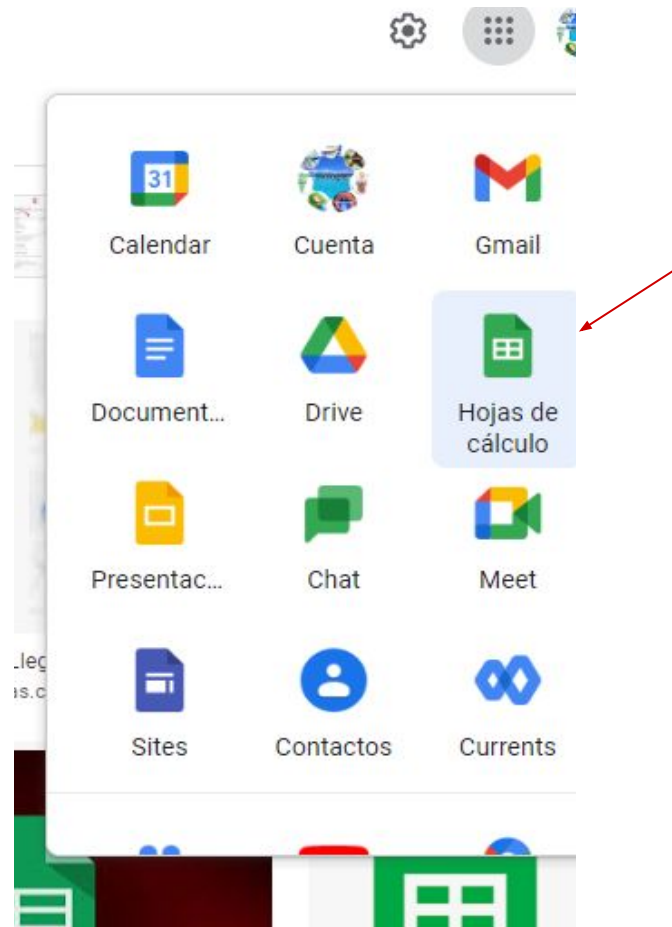 31
Calendar
Cuenta
Gmail
Document...
Drive
Hojas de
cálculo
Presentac...
Chat
Meet
Sites
Contactos
Currents